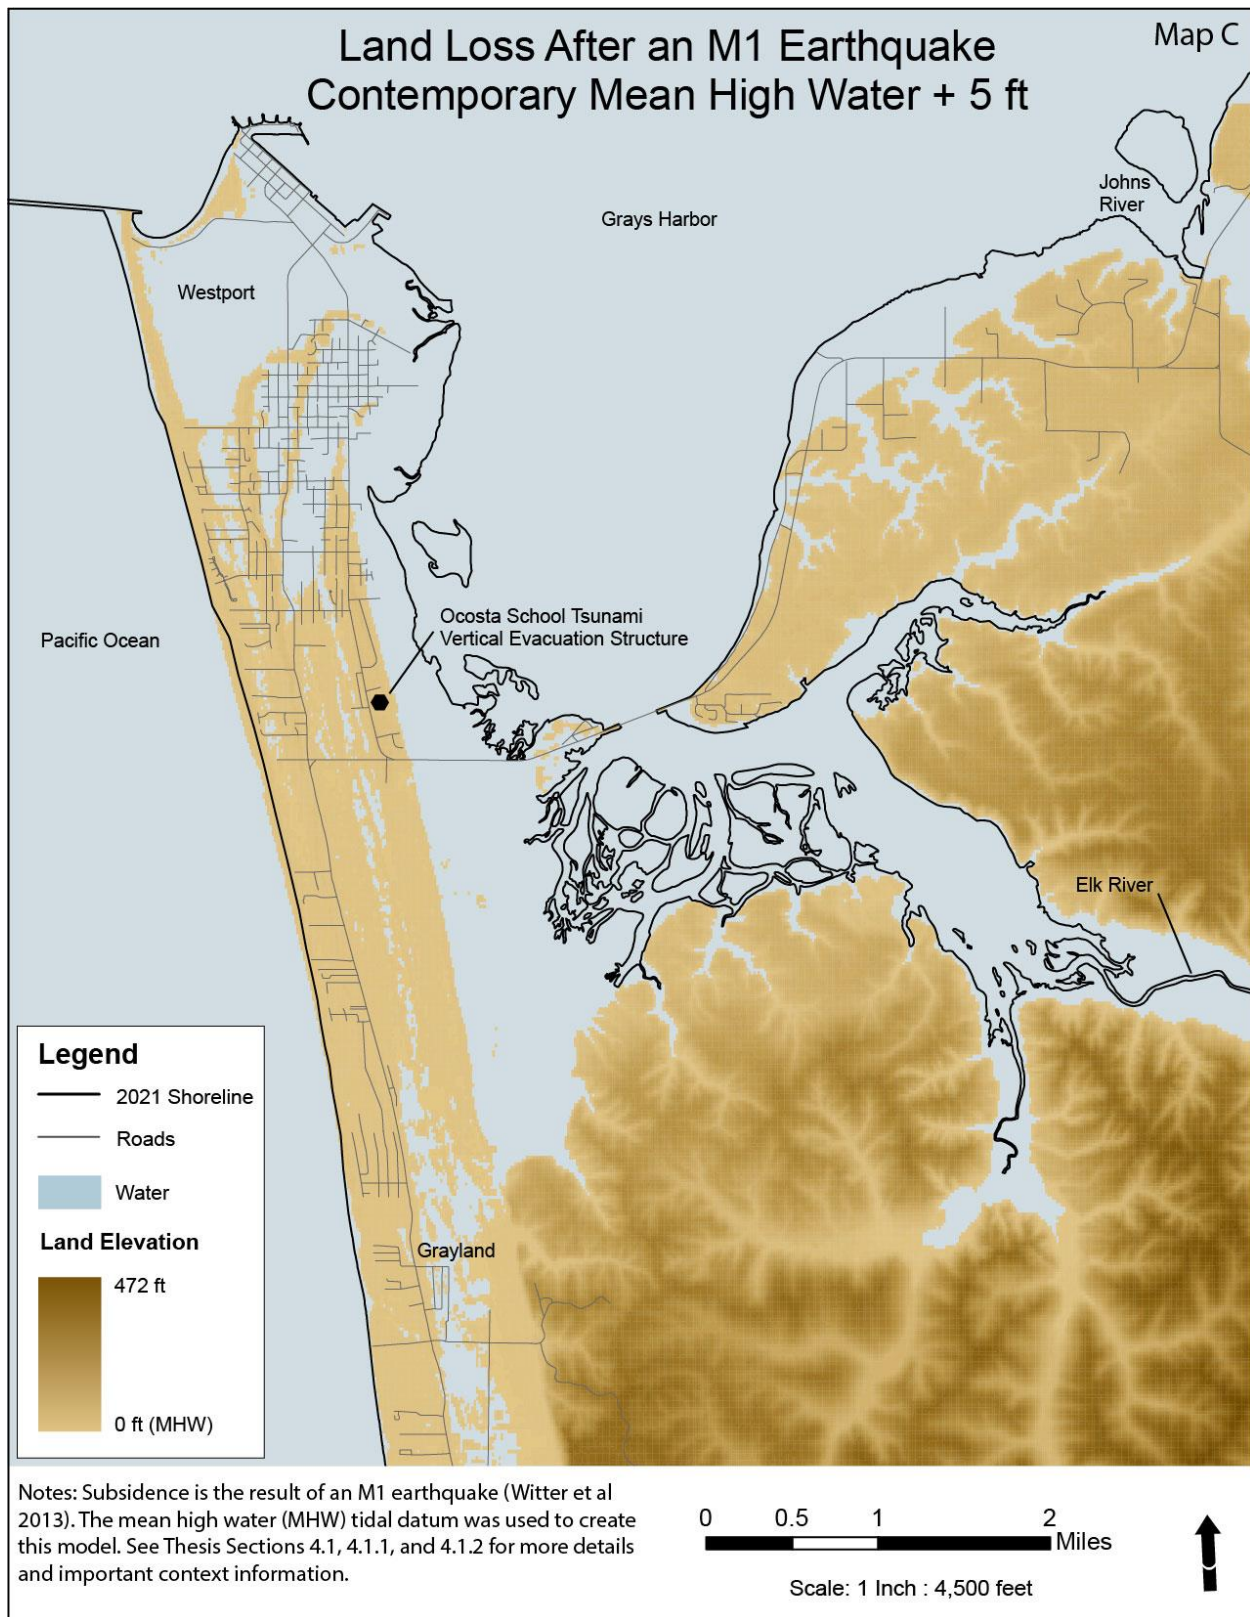 Map C
Land Loss After an M1 Earthquake
Contemporary Mean High Water + 5 ft
Johns
River
Grays Harbor
Westport
Ocosta School Tsunami
Vertical Evacuation Structure
Pacific Ocean
Elk River
Grayland
Legend
2021 Shoreline
Roads
Water
Land Elevation
472 ft
0 ft (MHW)
Notes: Subsidence is the result of an M1 earthquake (Witter et al
2013). The mean high water (MHW) tidal datum was used to create
this model. See Thesis Sections 4.1, 4.1.1, and 4.1.2 for more details
and important context information.
0 0.5 1 2
Miles
Scale: 1 Inch : 4,500 feet